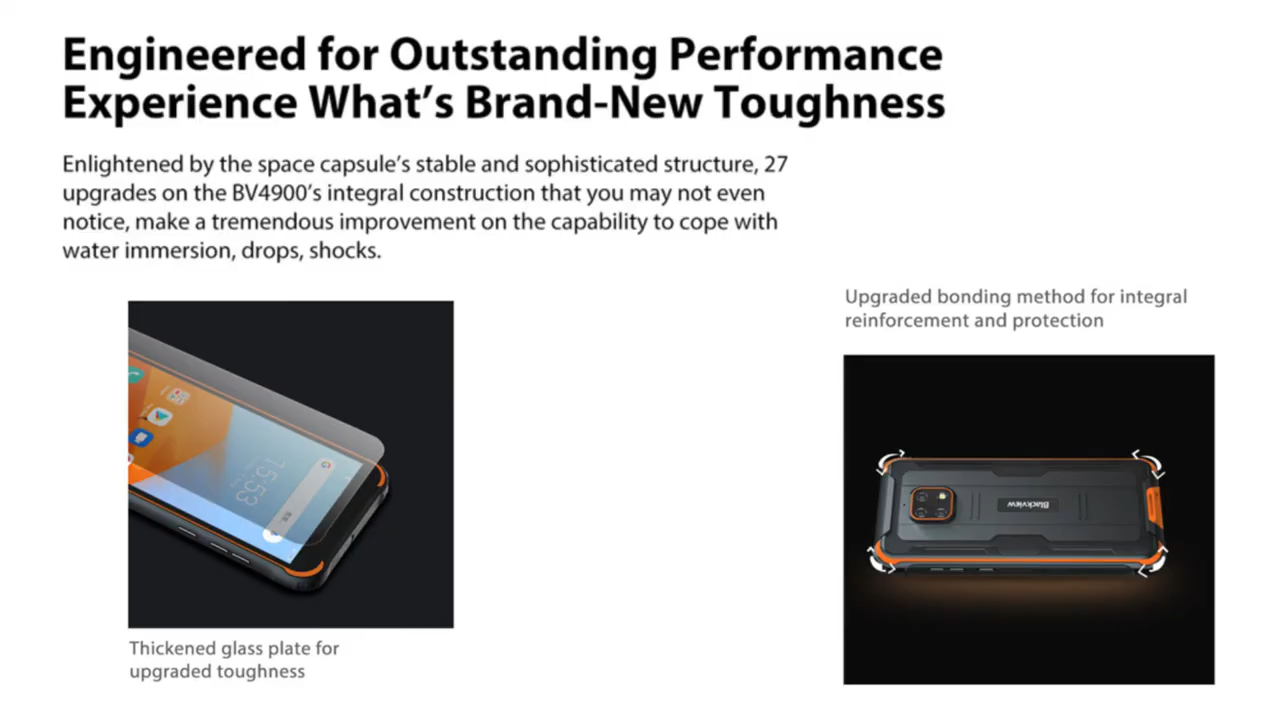 Engineered for Outstanding Performance
Experience What’s Brand-New Toughness
Enlightened by the space capsule’s stable and sophisticated structure, 27
upgrades on the BV4900’s integral construction that you may not even
notice, make a tremendous improvement on the capability to cope with
water immersion, drops, shocks.
Upgraded bonding method for integral
reinforcement and protection
15:53
Blackview
Thickened glass plate for
upgraded toughness